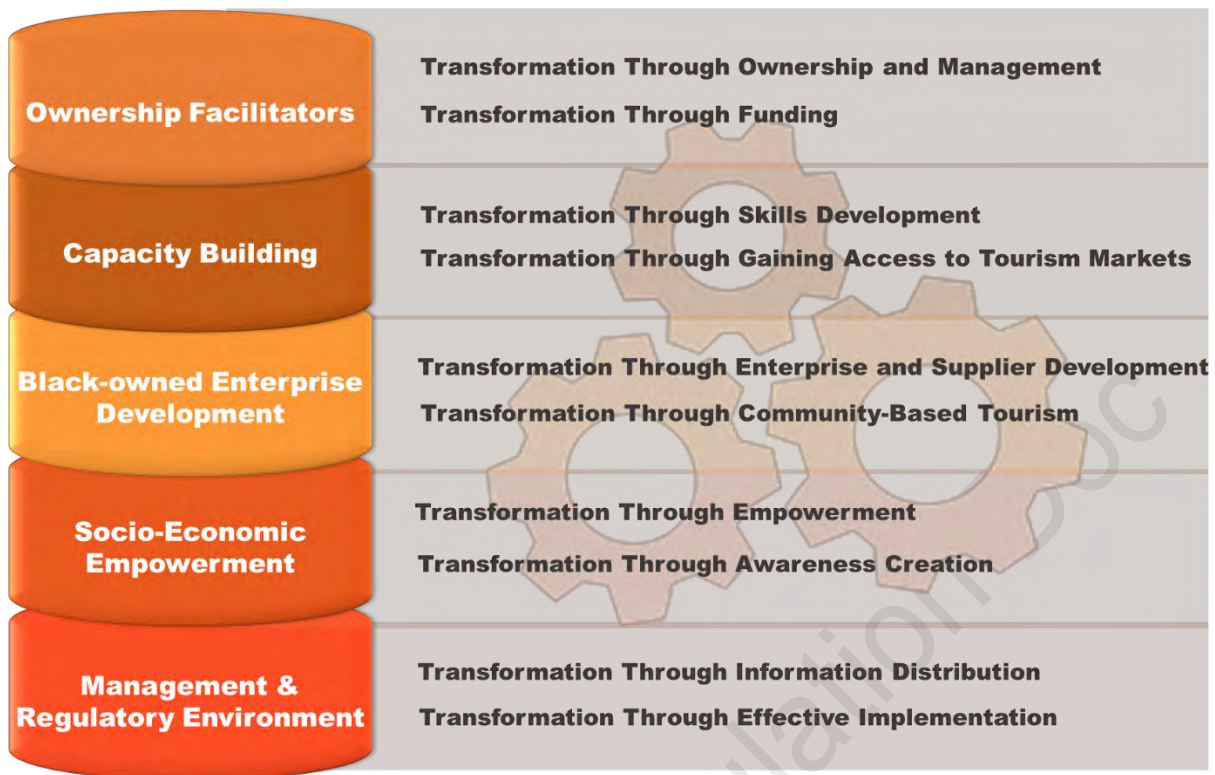 Ownership Facilitators
Transformation Through Ownership and Management
Transformation Through Funding
Capacity Building
Transformation Through Skills Development
Transformation Through Gaining Access to Tourism Markets
Black-owned Enterprise
Development
Transformation Through Enterprise and Supplier Development
Transformation Through Community-Based Tourism
Socio-Economic
Empowerment
Transformation Through Empowerment
Transformation Through Awareness Creation
Management &
Regulatory Environment
Transformation Through Information Distribution
Transformation Through Effective Implementation
Doc